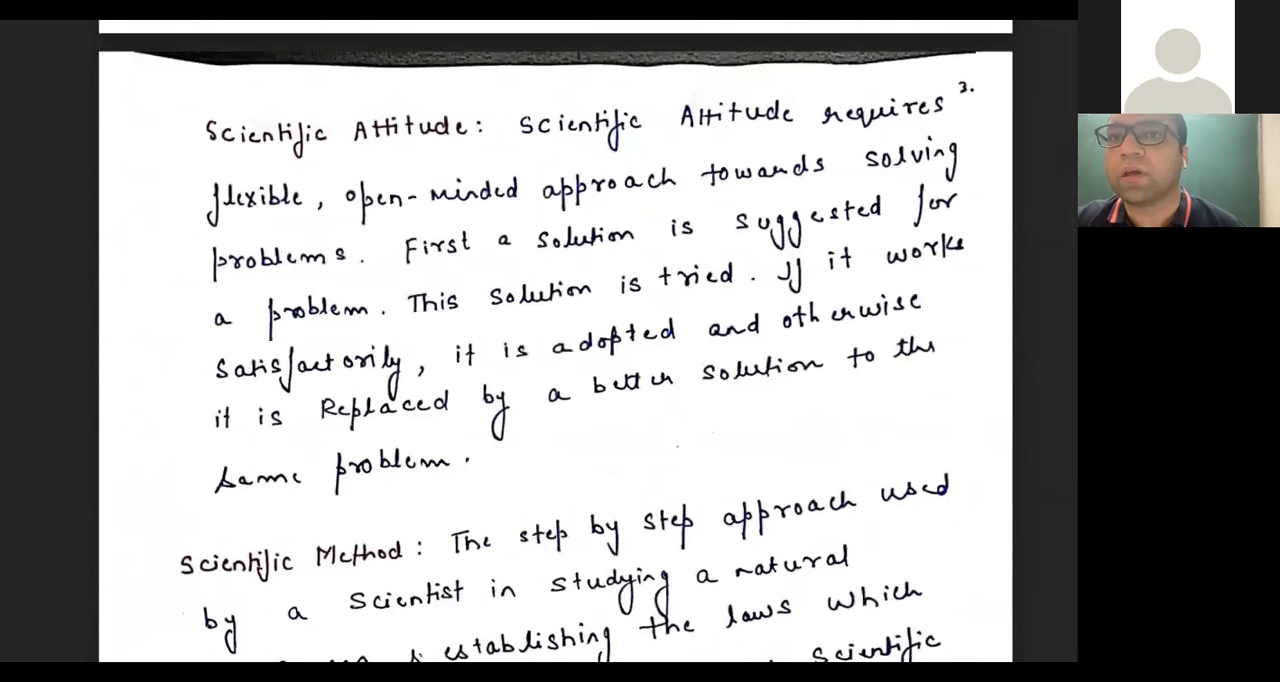 3.
Scientific Attitude: Scientific Attitude requires
flexible, open-minded approach towards solving
problems. First a solution is suggested for
a problem. This solution is tried. If it works
satisfactorily, it is adopted and otherwise
it is Replaced by a better solution to the
same problem.
Scientific Method: The step by step approach used
by a scientist in studying a natural
establishing the laws which
scientific